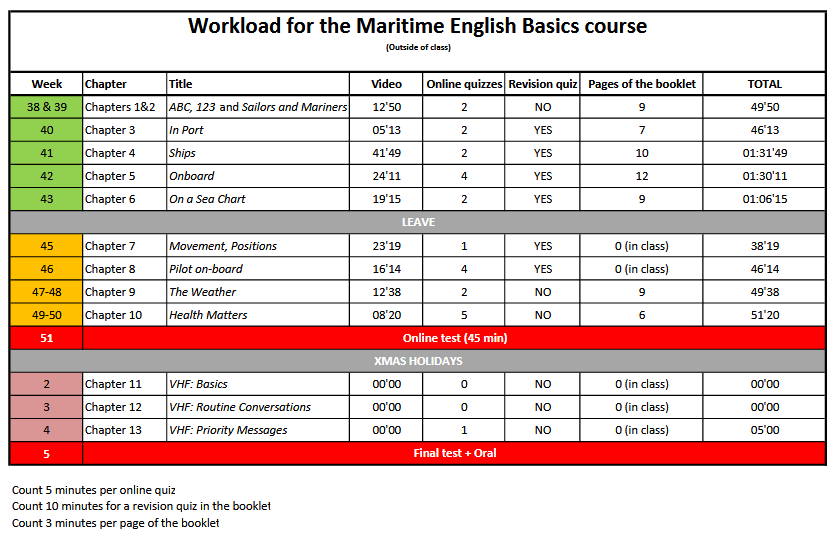 Workload for the Maritime English Basics course
(Outside of class)
Week Chapter Title Video Online quizzes Revision quiz Pages of the booklet TOTAL
38 & 39 Chapters 1&2 ABC, 123 and Sailors and Mariners 12'50 2 NO 9 49'50
40 Chapter 3 In Port 05'13 2 YES 7 46'13
41 Chapter 4 Ships 41'49 2 YES 10 01:31'49
42 Chapter 5 Onboard 24'11 4 YES 12 01:30'11
43 Chapter 6 On a Sea Chart 19'15 2 YES 9 01:06'15
LEAVE
45 Chapter 7 Movement, Positions 23'19 1 YES 0 (in class) 38'19
46 Chapter 8 Pilot on-board 16'14 4 YES 0 (in class) 46'14
47-48 Chapter 9 The Weather 12'38 2 NO 9 49'38
49-50 Chapter 10 Health Matters 08'20 5 NO 6 51'20
51 Online test (45 min)
XMAS HOLIDAYS
2 Chapter 11 VHF: Basics 00'00 0 NO 0 (in class) 00'00
3 Chapter 12 VHF: Routine Conversations 00'00 0 NO 0 (in class) 00'00
4 Chapter 13 VHF: Priority Messages 00'00 1 NO 0 (in class) 05'00
5 Final test + Oral
Count 5 minutes per online quiz
Count 10 minutes for a revision quiz in the booklet
Count 3 minutes per page of the booklet